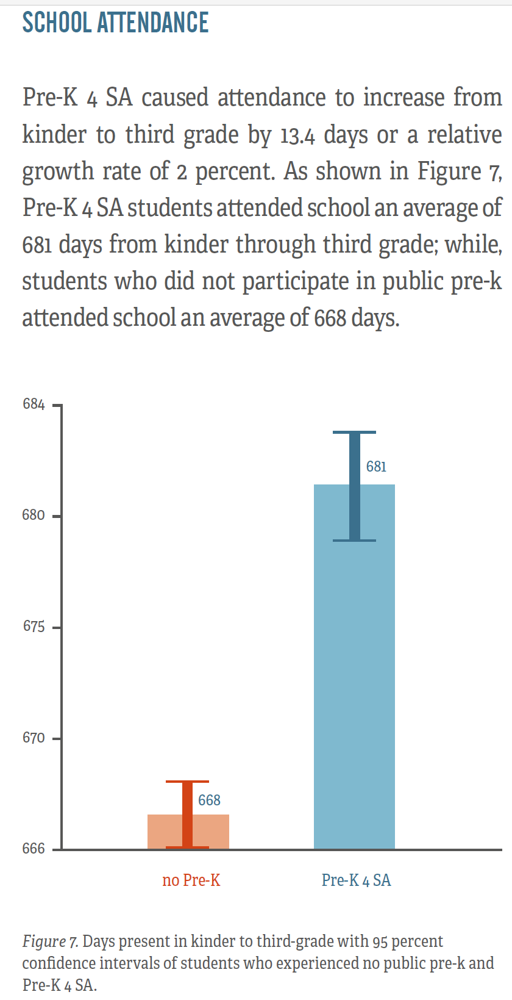 SCHOOL ATTENDANCE
Pre-K 4 SA caused attendance to increase from
kinder to third grade by 13.4 days or a relative
growth rate of 2 percent. As shown in Figure 7,
Pre-K 4 SA students attended school an average of
681 days from kinder through third grade; while,
students who did not participate in public pre-k
attended school an average of 668 days.
684
681
680
675
670
668
666
no Pre-K Pre-K 4 SA
Figure 7. Days present in kinder to third-grade with 95 percent
confidence intervals of students who experienced no public pre-k and
Pre-K 4 SA.